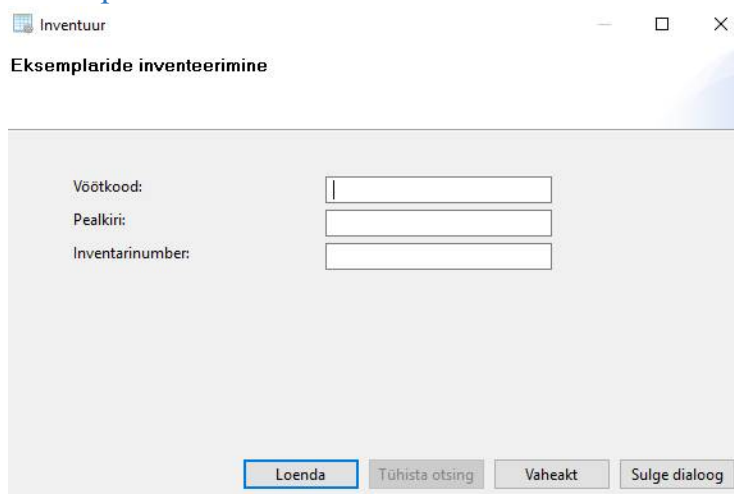 Inventuur
Eksemplaride inventeerimine
Vöötkood:
Pealkiri:
Inventarinumber:
Loenda Tühista otsing Vaheakt Sulge dialoog